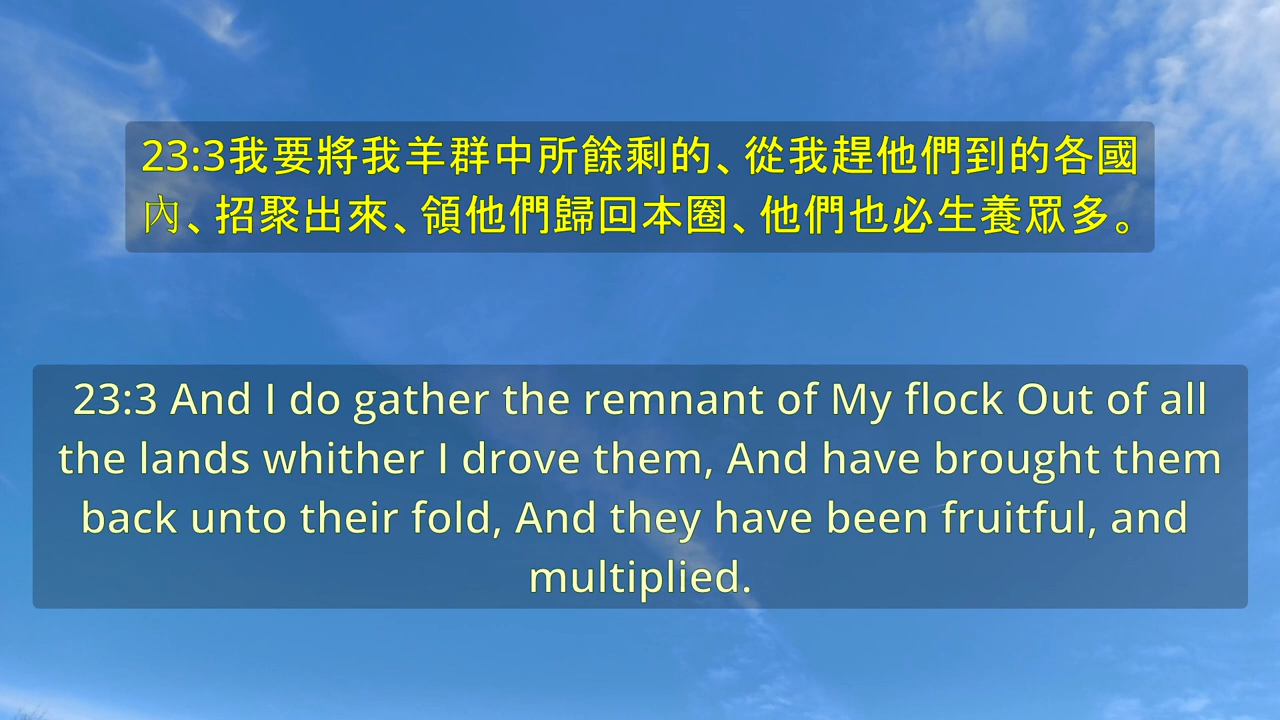 23:3我要將我羊群中所餘剩的、從我趕他們到的各國
內、招聚出來、領他們歸回本圈、他們也必生養眾多。
23:3 And I do gather the remnant of My flock Out of all
the lands whither I drove them, And have brought them
back unto their fold, And they have been fruitful, and
multiplied.